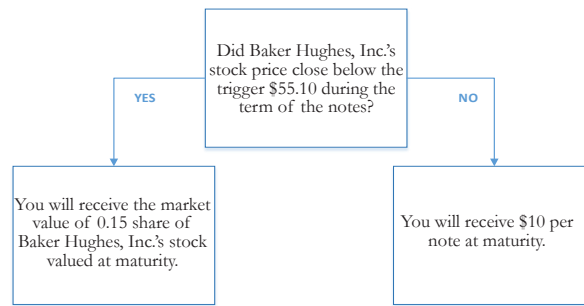 Did Baker Hughes, Inc.'s
stock price close below the
trigger $55.10 during the
term of the notes?
YES
NO
You will receive the market
value of 0.15 share of
Baker Hughes, Inc.'s stock
valued at maturity.
You will receive $10 per
note at maturity.